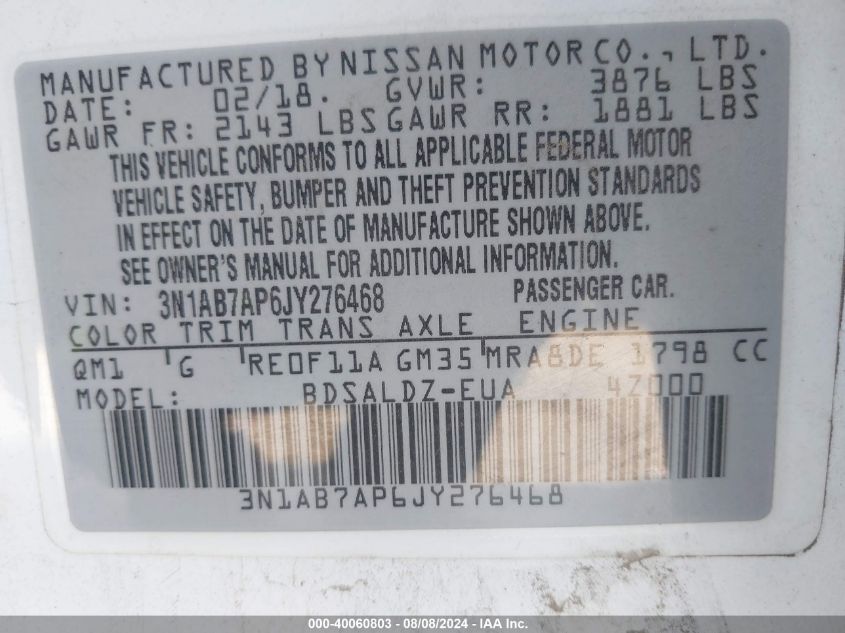 MANUFACTURED BY NISSAN MOTOR CO., LTD.
DATE: 02/18. GVWR: 3876 LBS
GAWR FR: 2143 LBS GAWR RR: 1881 LBS
THIS VEHICLE CONFORMS TO ALL APPLICABLE FEDERAL MOTOR
VEHICLE SAFETY, BUMPER AND THEFT PREVENTION STANDARDS
IN EFFECT ON THE DATE OF MANUFACTURE SHOWN ABOVE.
SEE OWNER'S MANUAL FOR ADDITIONAL INFORMATION.
VIN: 3N1AB7AP6JY276468 PASSENGER CAR.
COLOR TRIM TRANS AXLE ENGINE
QM1 G RE0F11A GM35 MRA8DE 1798 CC
MODEL: BDSALDZ-EUA 4Z000
3N1AB7AP6JY276468
000-40060803 - 08/08/2024 - IAA Inc.